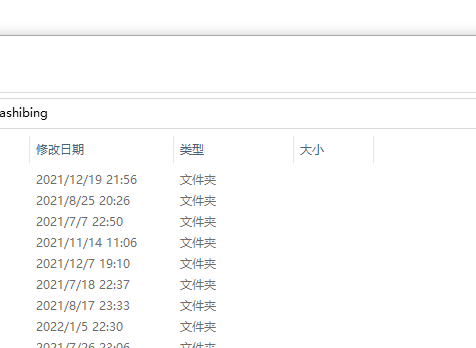 ashibing
修改日期 类型 大小
2021/12/19 21:56 文件夹
2021/8/25 20:26 文件夹
2021/7/7 22:50 文件夹
2021/11/14 11:06 文件夹
2021/12/7 19:10 文件夹
2021/7/18 22:37 文件夹
2021/8/17 23:33 文件夹
2022/1/5 22:30 文件夹
2021/7/26 23:06 文件夹